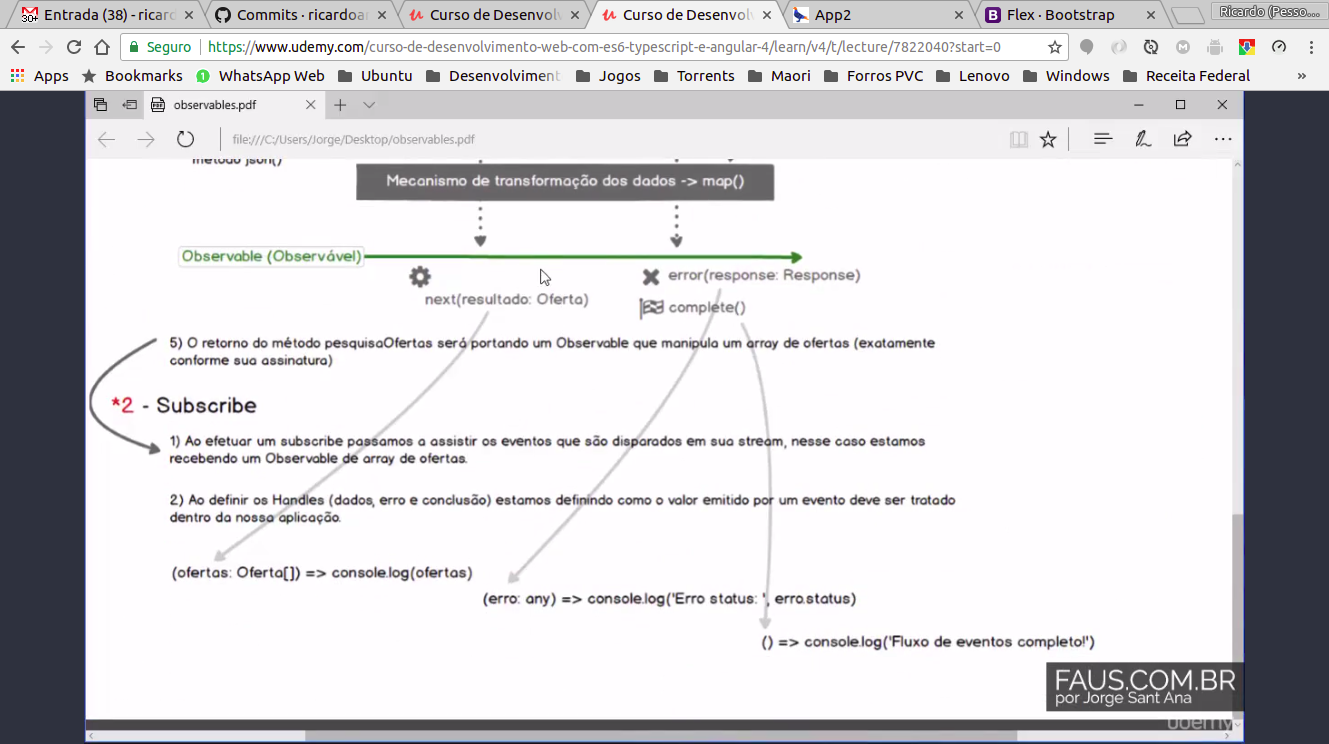 Entrada (38) - ricard
Commits · ricardoar
Curso de Desenvolv
Curso de Desenvolv
App2
Flex · Bootstrap
Ricardo (Pesso...
30+
Seguro
https://www.udemy.com/curso-de-desenvolvimento-web-com-es6-typescript-e-angular-4/learn/v4/t/lecture/7822040?start=0
Apps
Bookmarks
WhatsApp Web
Ubuntu
Desenvolviment
Jogos
Torrents
Maori
Forros PVC
Lenovo
Windows
Receita Federal
»
observables.pdf
file:///C:/Users/Jorge/Desktop/observables.pdf
método json()
Mecanismo de transformação dos dados -> map()
Observable (Observável)
error(response: Response)
next(resultado: Oferta)
complete()
5) O retorno do método pesquisaOfertas será portando um Observable que manipula um array de ofertas (exatamente
conforme sua assinatura)
*2 - Subscribe
1) Ao efetuar um subscribe passamos a assistir os eventos que são disparados em sua stream, nesse caso estamos
recebendo um Observable de array de ofertas.
2) Ao definir os Handles (dados, erro e conclusão) estamos definindo como o valor emitido por um evento deve ser tratado
dentro da nossa aplicação.
(ofertas: Oferta[]) => console.log(ofertas)
(erro: any) => console.log('Erro status: ', erro.status)
() => console.log('Fluxo de eventos completo!')
FAUS.COM.BR
por Jorge Sant Ana
udemy